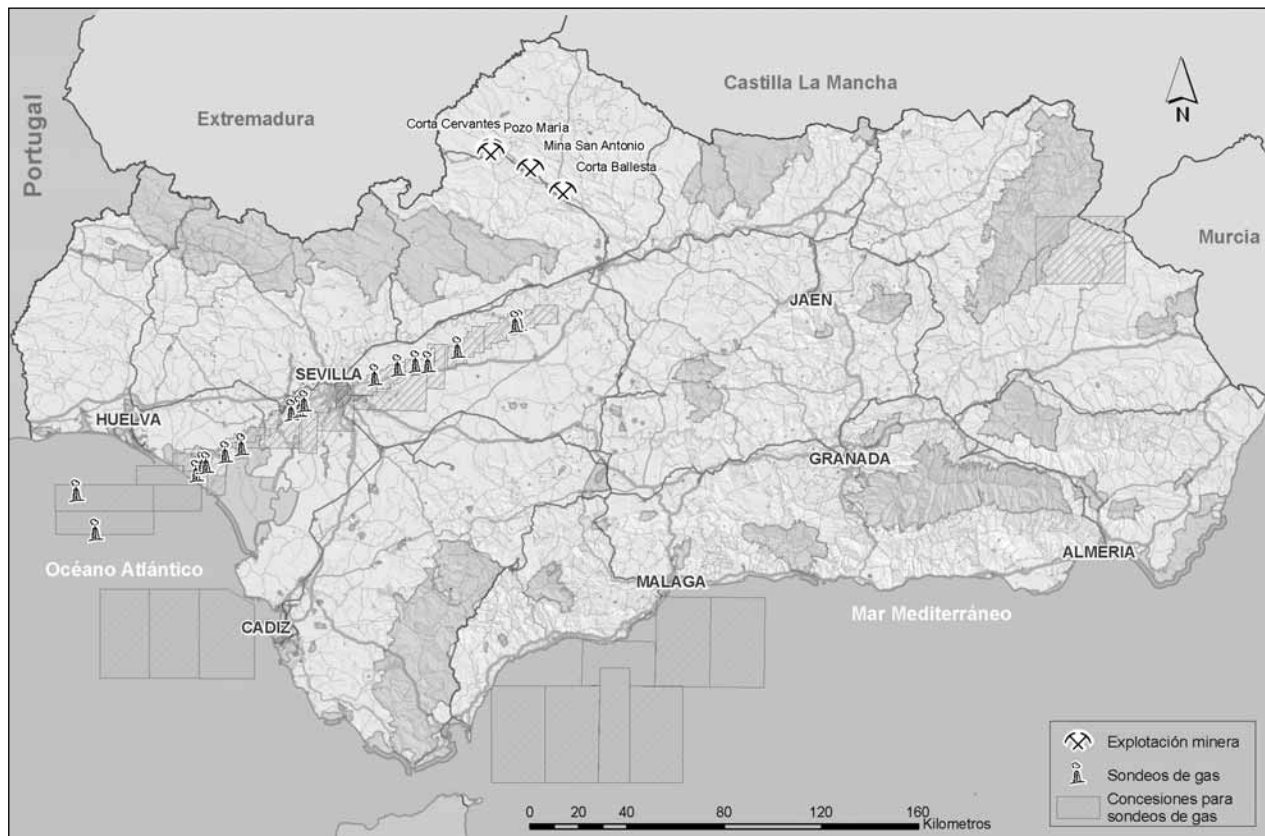 Castilla La Mancha
Extremadura
Portugal
N
Corta Cervantes
Pozo María
Mina San Antonio
Corta Ballesta
Murcia
JAEN
SEVILLA
HUELVA
GRANADA
ALMERIA
Océano Atlántico
MALAGA
Mar Mediterráneo
CADIZ
Explotación minera
Sondeos de gas
Concesiones para
sondeos de gas
0 20 40 80 120 160
Kilometros